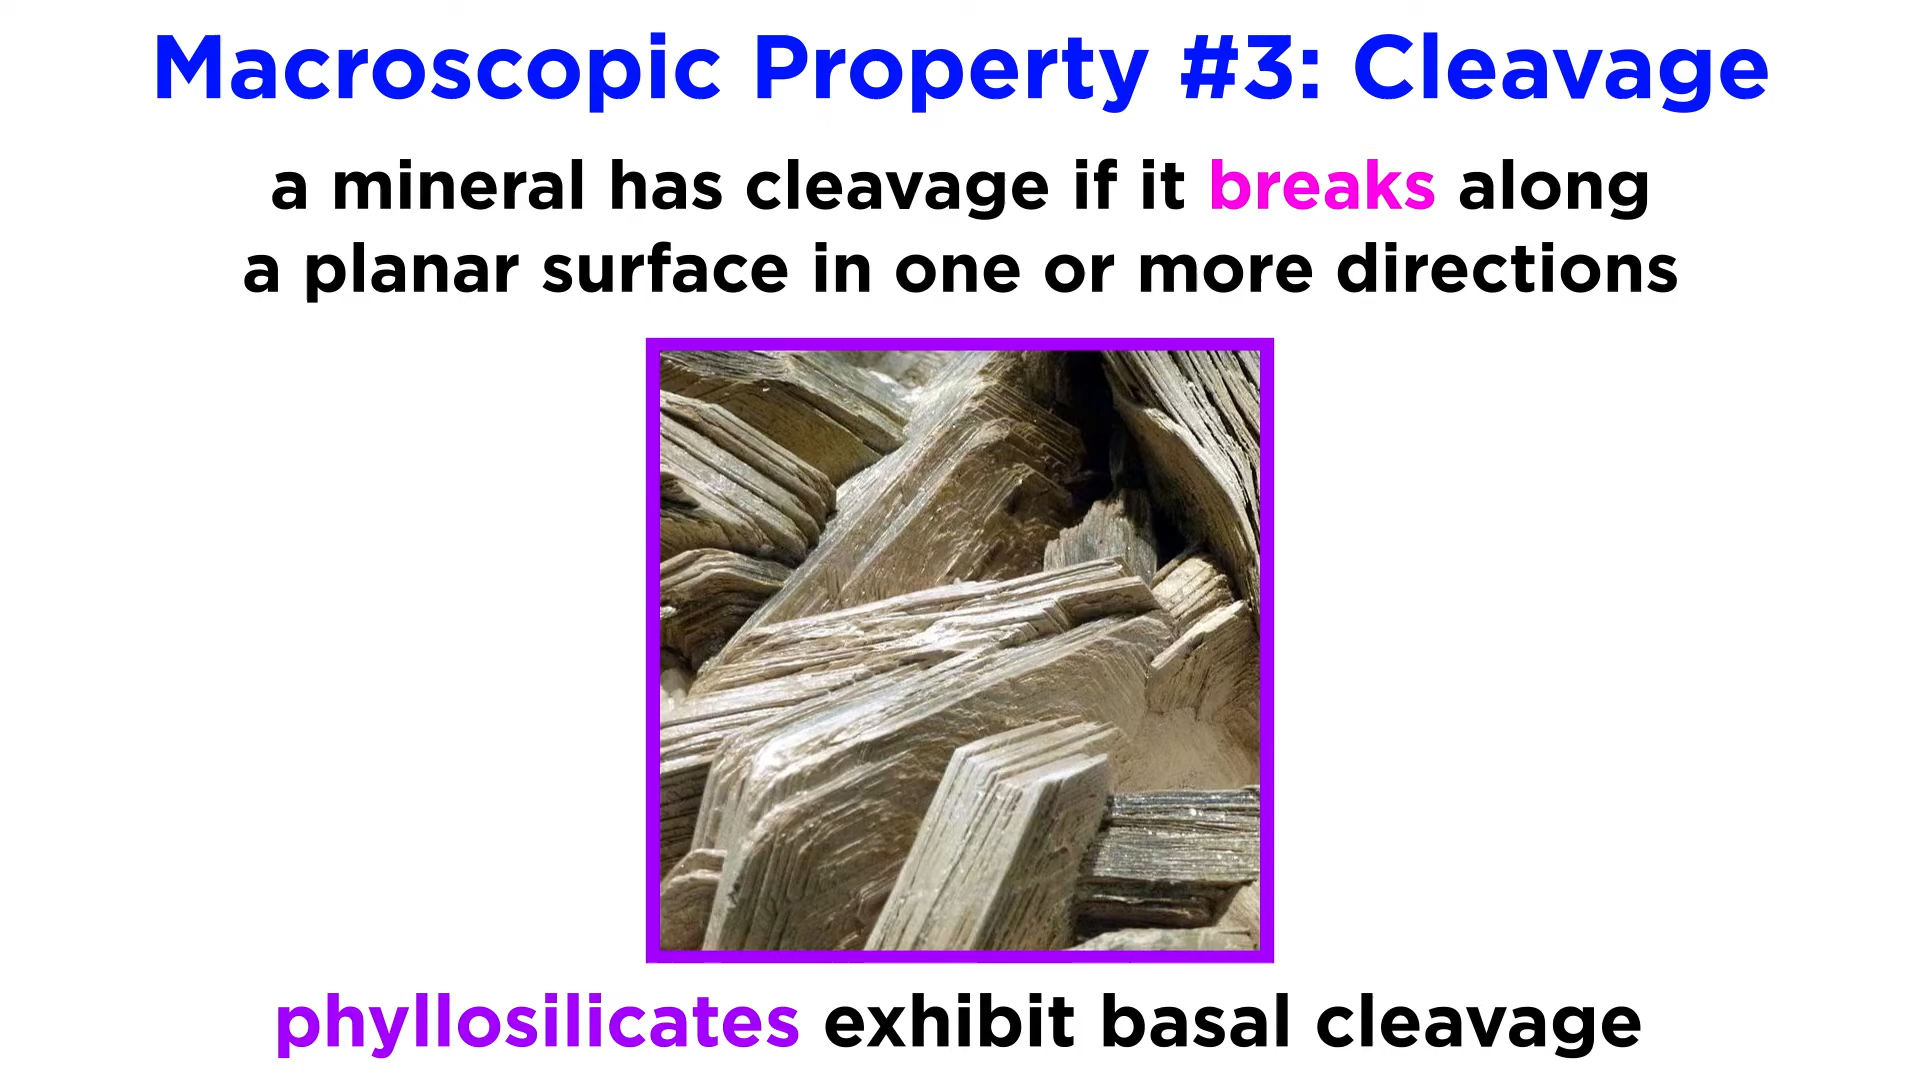 Macroscopic Property #3: Cleavage
a mineral has cleavage if it breaks along
a planar surface in one or more directions
phyllosilicates exhibit basal cleavage